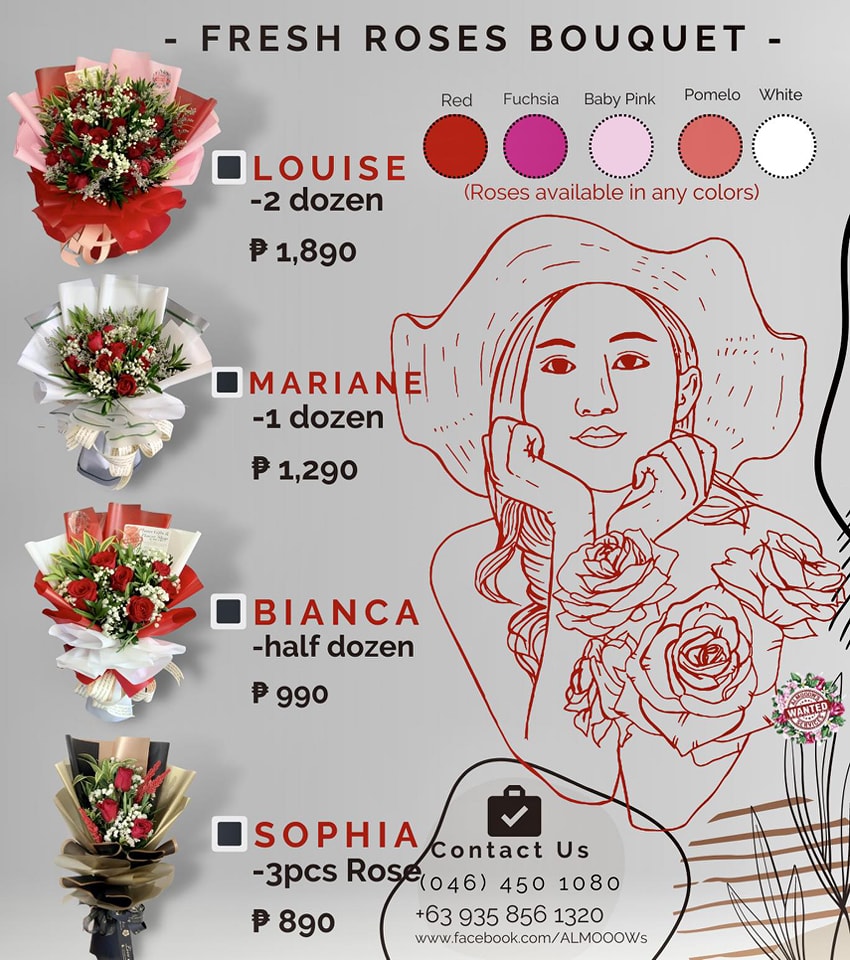 - FRESH ROSES BOUQUET -
Red Fuchsia Baby Pink Pomelo White
(Roses available in any colors)
LOUISE
-2 dozen
₱ 1,890
MARIANE
-1 dozen
₱ 1,290
BIANCA
-half dozen
₱ 990
SOPHIA
-3pcs Rose
₱ 890
WANTED
SERVICES
Contact Us
(046) 450 1080
+63 935 856 1320
www.facebook.com/ALMOOOWs